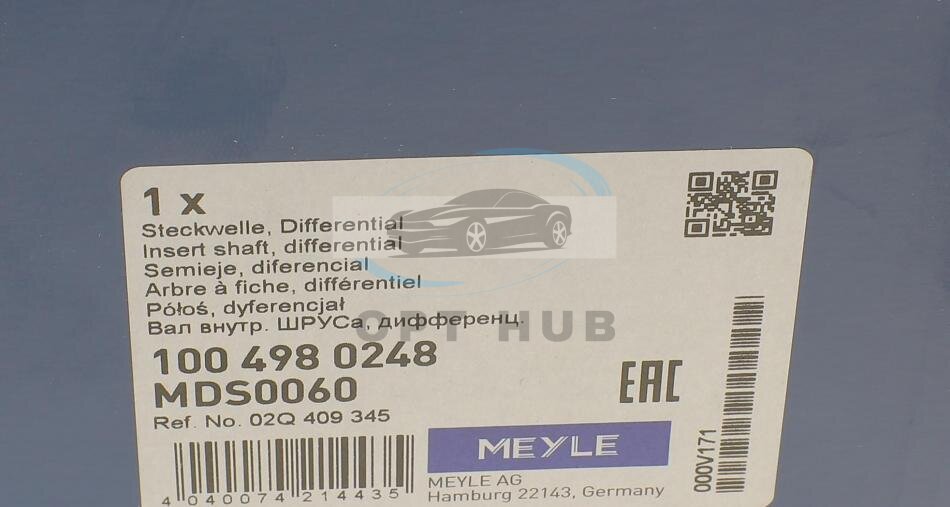 1 x
Steckwelle, Differential
Insert shaft, differential
Semieje, diferencial
Arbre à fiche, différentiel
Półoś, dyferencjał
Вал внутр. ШРУСа, дифференц.
OPT HUB
100 498 0248
MDS0060
Ref. No. 02Q 409 345
EAC
MEYLE
MEYLE AG
Hamburg 22143, Germany
4 040074 214435
000V171